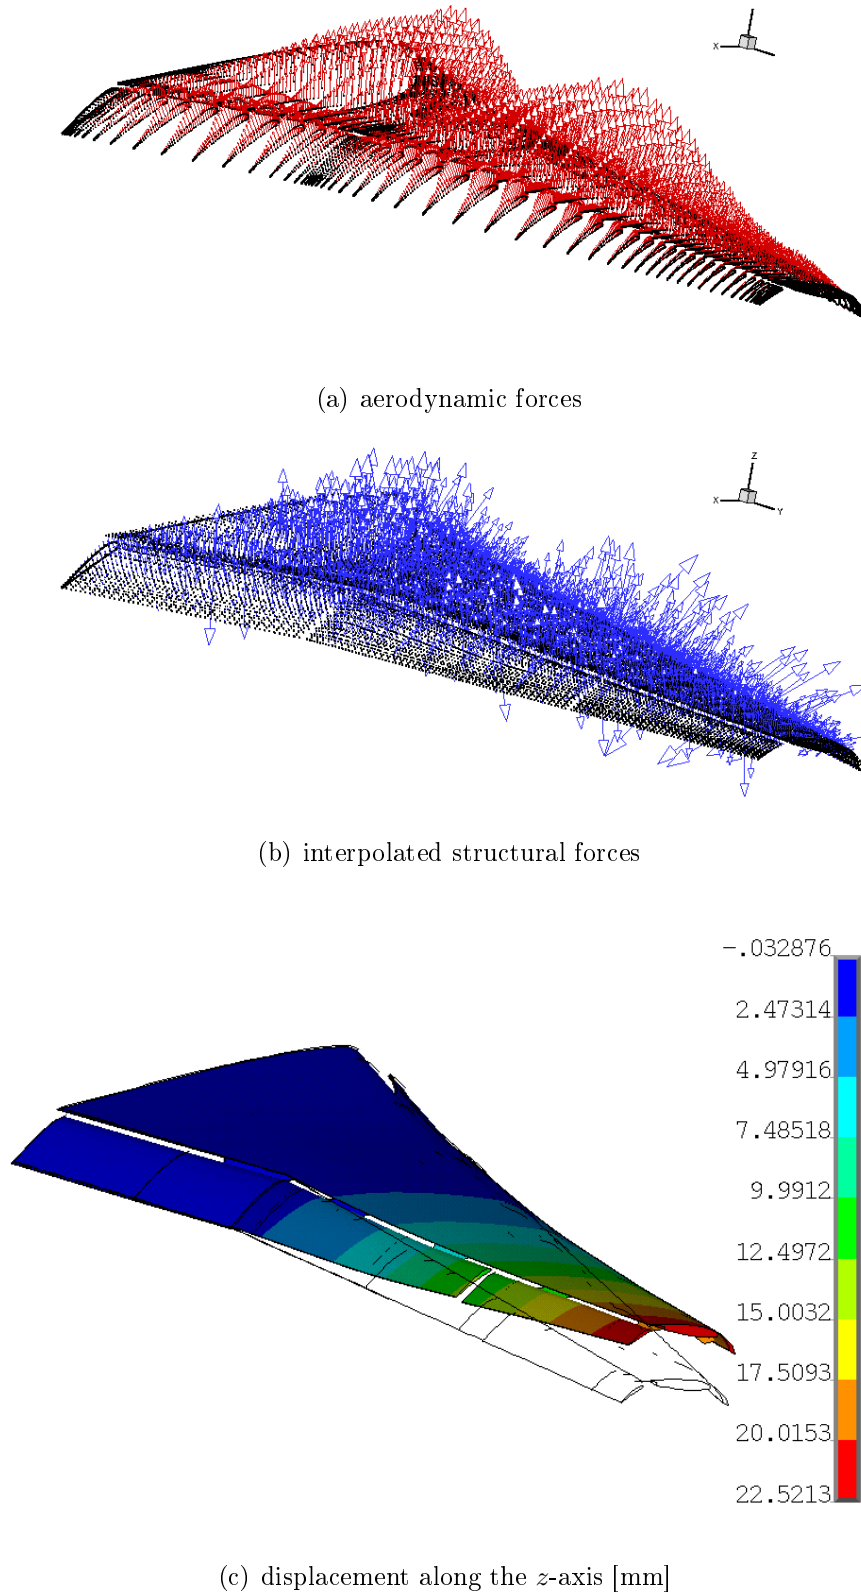 X
(a) aerodynamic forces
Z
X
Y
(b) interpolated structural forces
-.032876
2.47314
4.97916
7.48518
9.9912
12.4972
15.0032
17.5093
20.0153
22.5213
(c) displacement along the z-axis [mm]